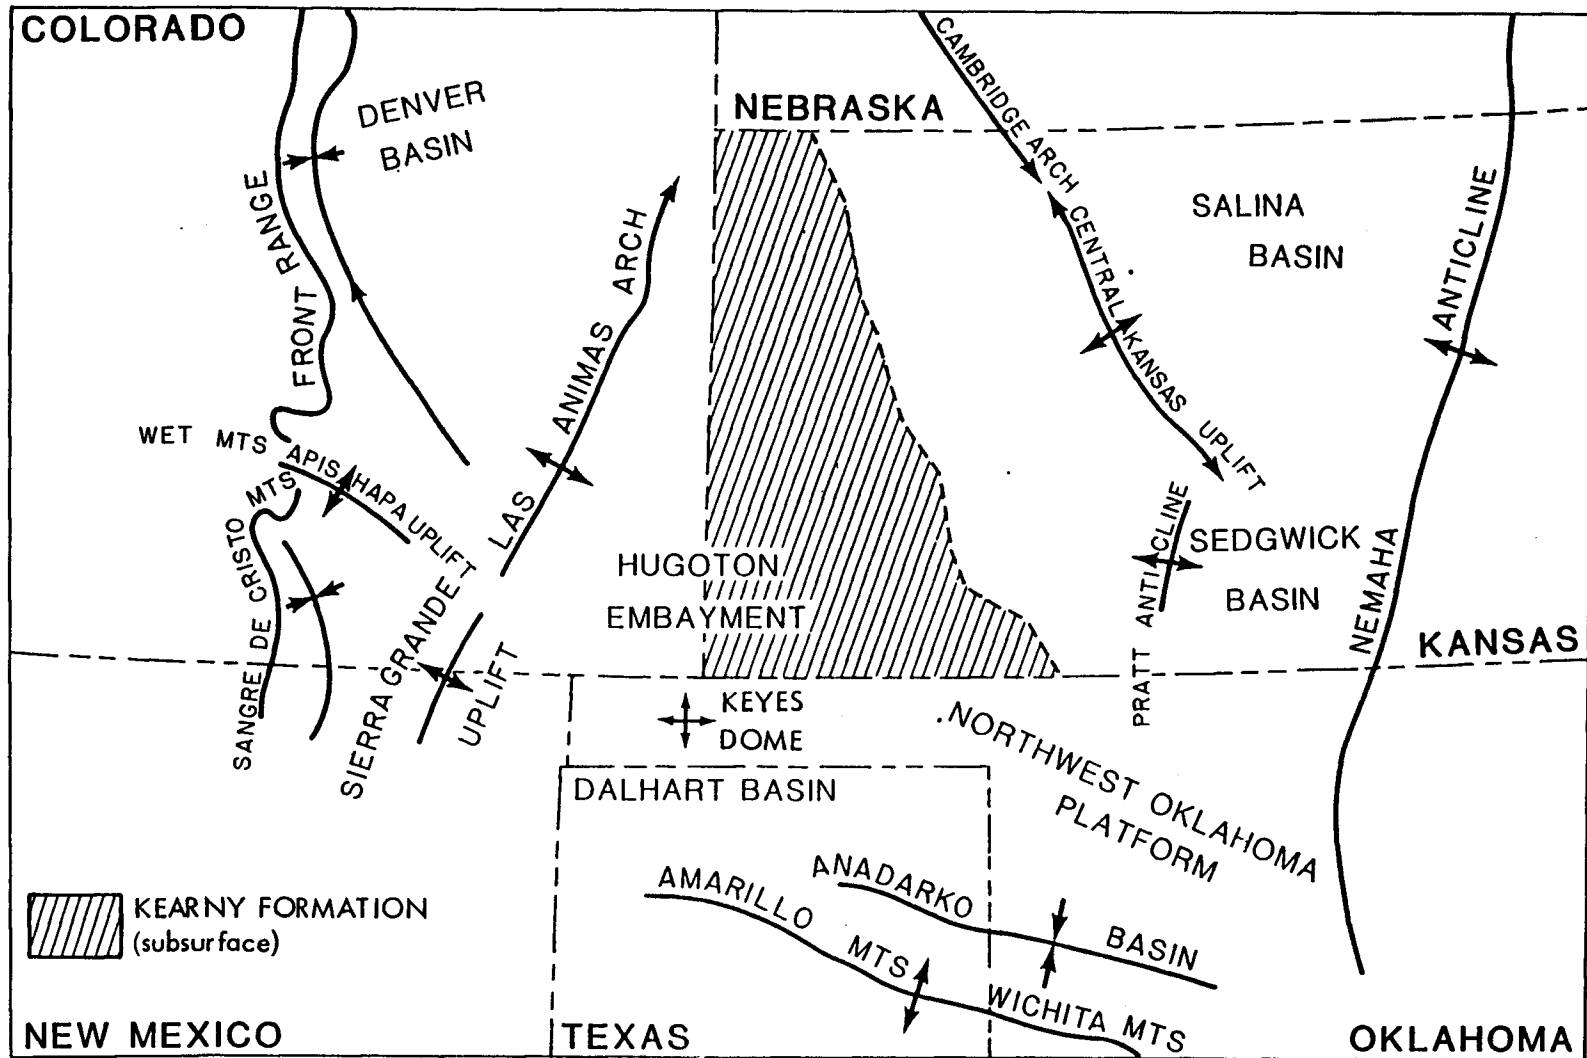 COLORADO
NEBRASKA
DENVER
BASIN
CAMBRIDGE ARCH
CENTRAL KANSAS UPLIFT
SALINA
BASIN
NEMAHA ANTICLINE
FRONT RANGE
LAS ANIMAS ARCH
WET MTS
APISHAPA UPLIFT
SANGRE DE CRISTO MTS
SIERRA GRANDE
UPLIFT
HUGOTON
EMBAYMENT
PRATT ANTICLINE
SEDGWICK
BASIN
KANSAS
KEYES
DOME
NORTHWEST OKLAHOMA
PLATFORM
DALHART BASIN
ANADARKO BASIN
AMARILLO MTS
WICHITA MTS
KEARNY FORMATION
(subsurface)
NEW MEXICO
TEXAS
OKLAHOMA